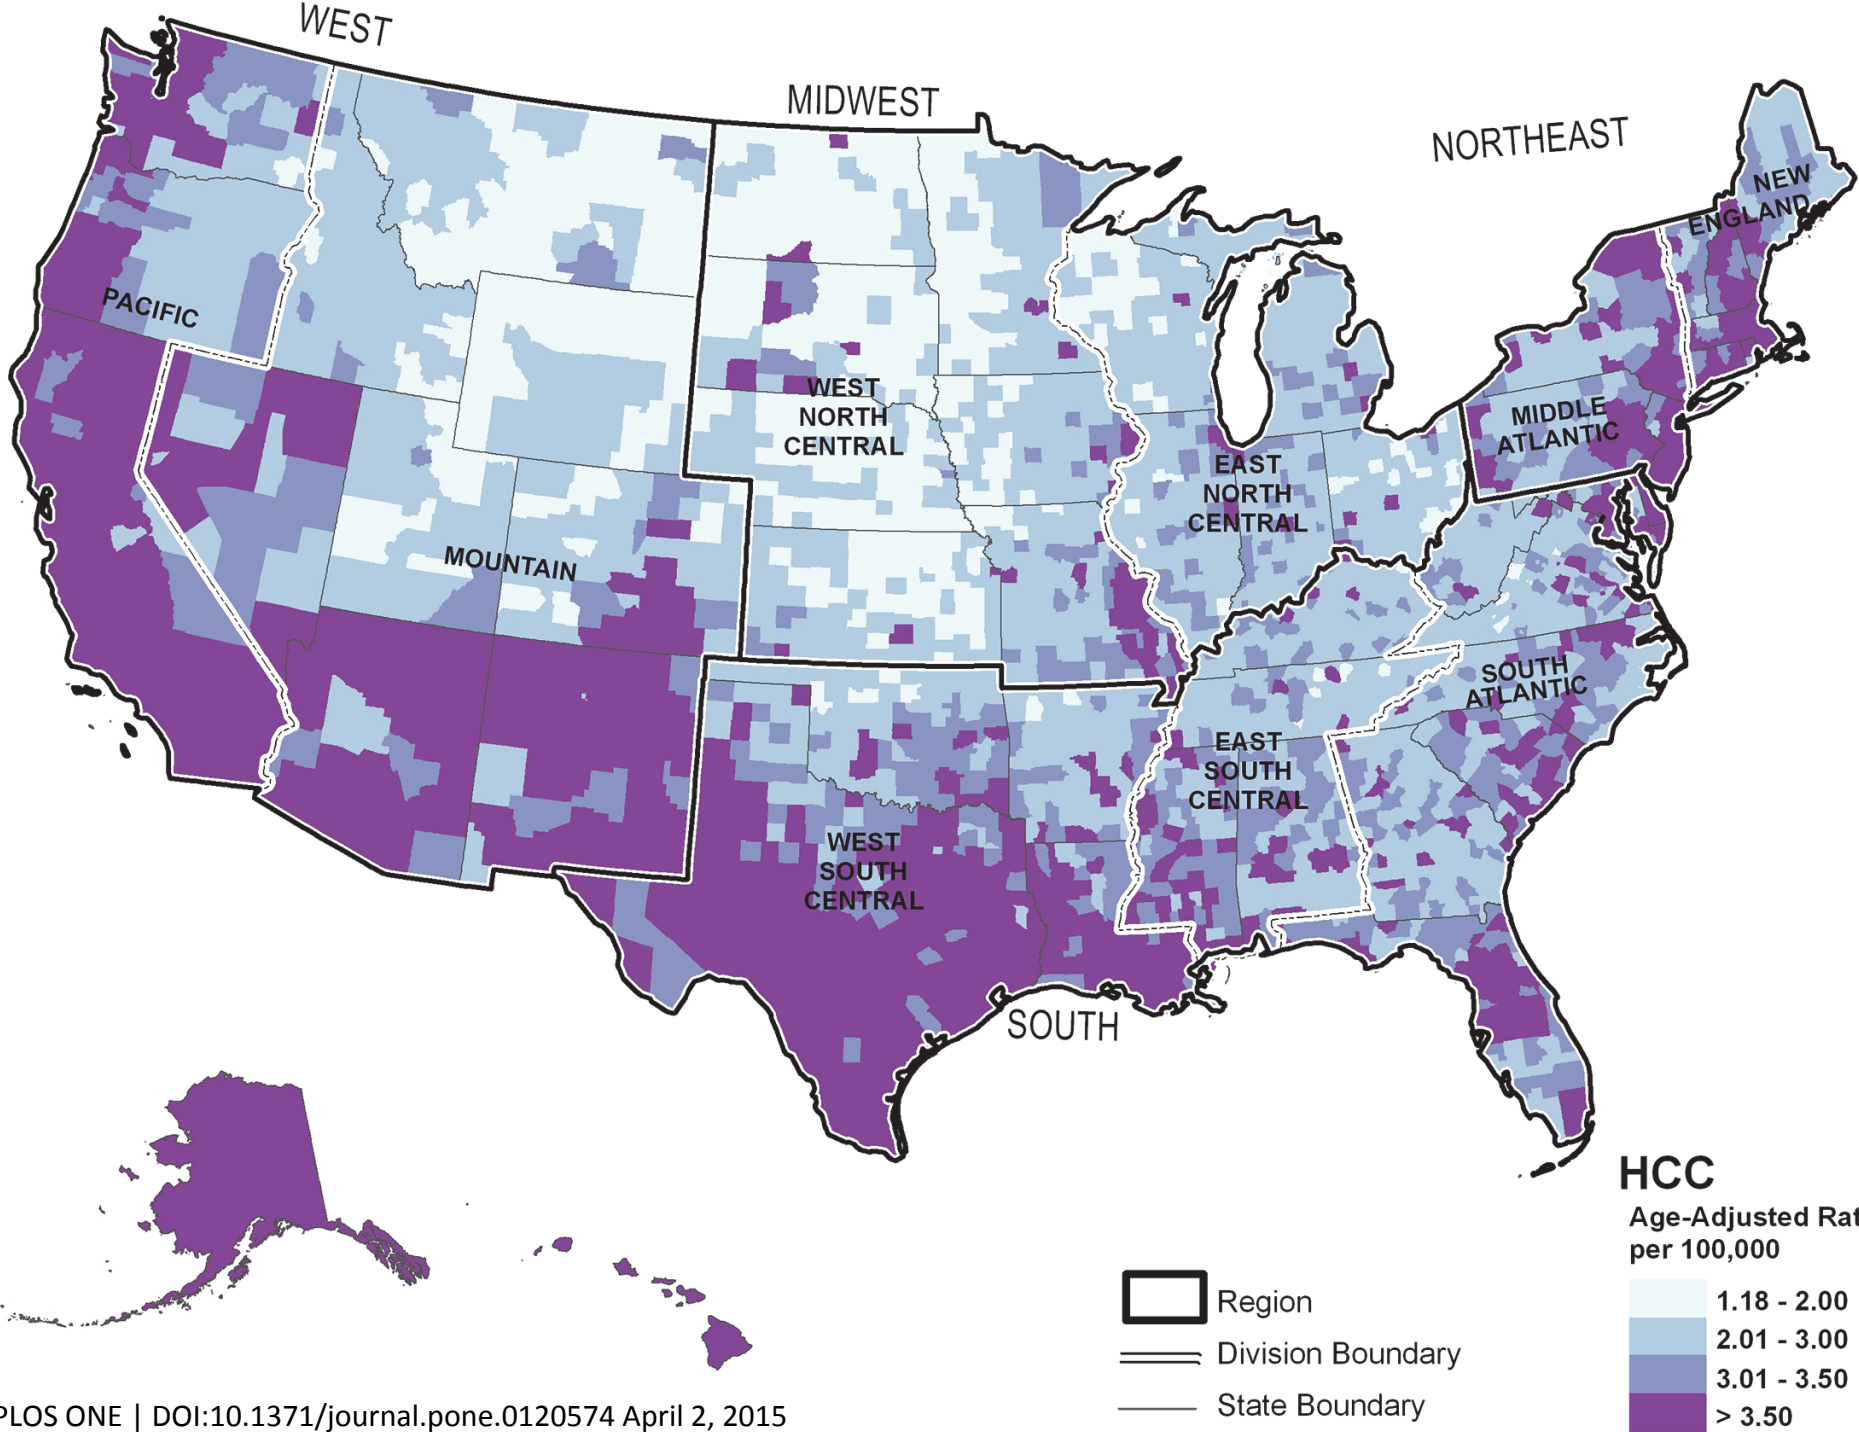 WEST
MIDWEST
NORTHEAST
NEW
ENGLAND
PACIFIC
MOUNTAIN
WEST
NORTH
CENTRAL
EAST
NORTH
CENTRAL
MIDDLE
ATLANTIC
SOUTH
ATLANTIC
EAST
SOUTH
CENTRAL
WEST
SOUTH
CENTRAL
SOUTH
HCC
Age-Adjusted Rat
per 100,000
1.18 - 2.00
2.01 - 3.00
3.01 - 3.50
> 3.50
Region
Division Boundary
State Boundary
PLOS ONE | DOI:10.1371/journal.pone.0120574 April 2, 2015